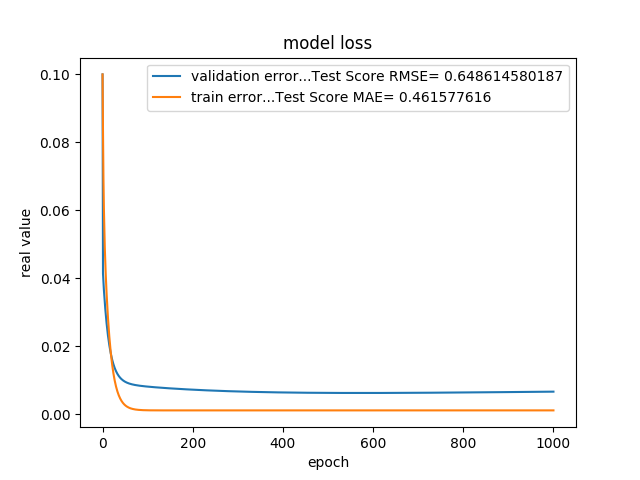 model loss
validation error...Test Score RMSE= 0.648614580187
train error...Test Score MAE= 0.461577616
0.10
0.08
0.06
0.04
0.02
0.00
real value
0 200 400 600 800 1000
epoch